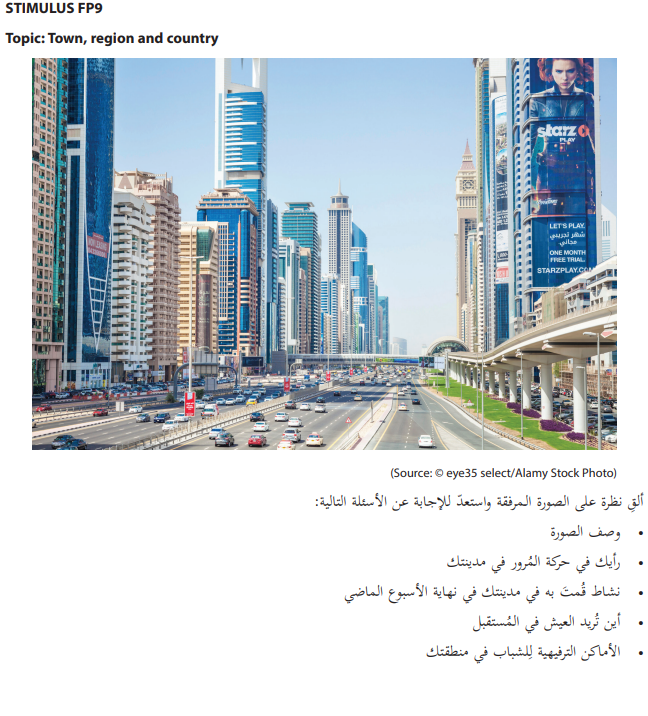 STIMULUS FP9
Topic: Town, region and country
starz
PLAY
LET'S PLAY.
شهر تجريبي
مجاني
ONE MONTH
FREE TRIAL.
(Source: © eye35 select/Alamy Stock Photo)
ألقِ نظرة على الصورة المرفقة واستعدّ للإجابة عن الأسئلة التالية:
• وصف الصورة
• رأيك في حركة المُرور في مدينتك
• نشاط قُمتَ به في مدينتك في نهاية الأسبوع الماضي
• أين تُريد العيش في المُستقبل
• الأماكن الترفيهية لِلشباب في منطقتك